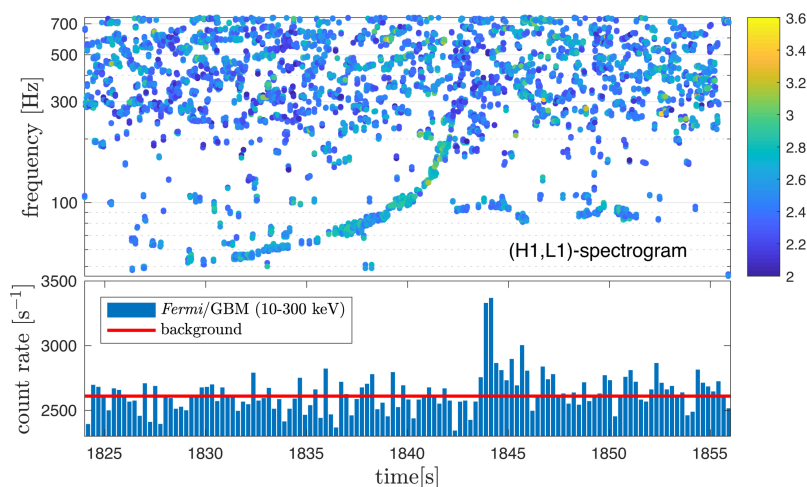 700
500
300
100
frequency [Hz]
(H1,L1)-spectrogram
3.6
3.4
3.2
3
2.8
2.6
2.4
2.2
2
3500
3000
2500
count rate [s⁻¹]
Fermi/GBM (10-300 keV)
background
1825 1830 1835 1840 1845 1850 1855
time[s]